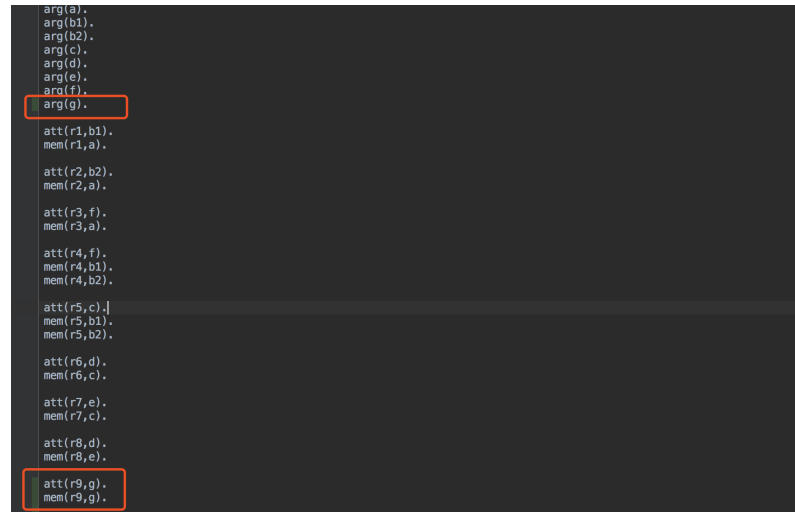 arg(a).
arg(b1).
arg(b2).
arg(c).
arg(d).
arg(e).
arg(f).
arg(g).
att(r1,b1).
mem(r1,a).
att(r2,b2).
mem(r2,a).
att(r3,f).
mem(r3,a).
att(r4,f).
mem(r4,b1).
mem(r4,b2).
att(r5,c).
mem(r5,b1).
mem(r5,b2).
att(r6,d).
mem(r6,c).
att(r7,e).
mem(r7,c).
att(r8,d).
mem(r8,e).
att(r9,g).
mem(r9,g).